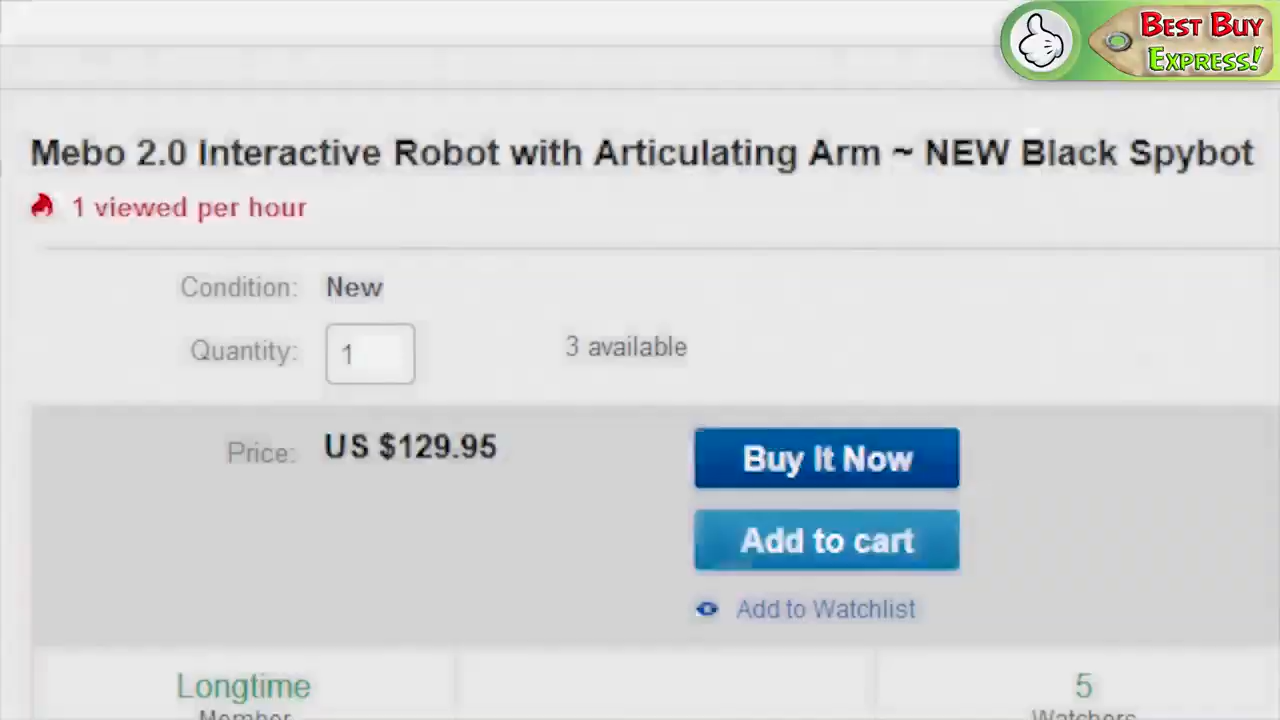 BEST BUY
EXPRESS!
Mebo 2.0 Interactive Robot with Articulating Arm ~ NEW Black Spybot
1 viewed per hour
Condition: New
Quantity: 1 3 available
Price: US $129.95
Buy It Now
Add to cart
Add to Watchlist
Longtime 5
Member Watchers